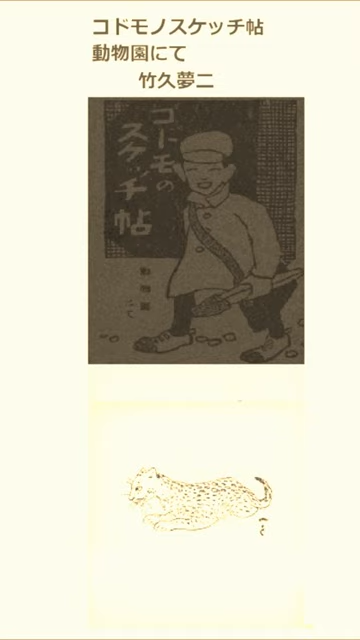 コドモノスケッチ帖
動物園にて
竹久夢二
コドモの
スケッチ帖
動物園
にて